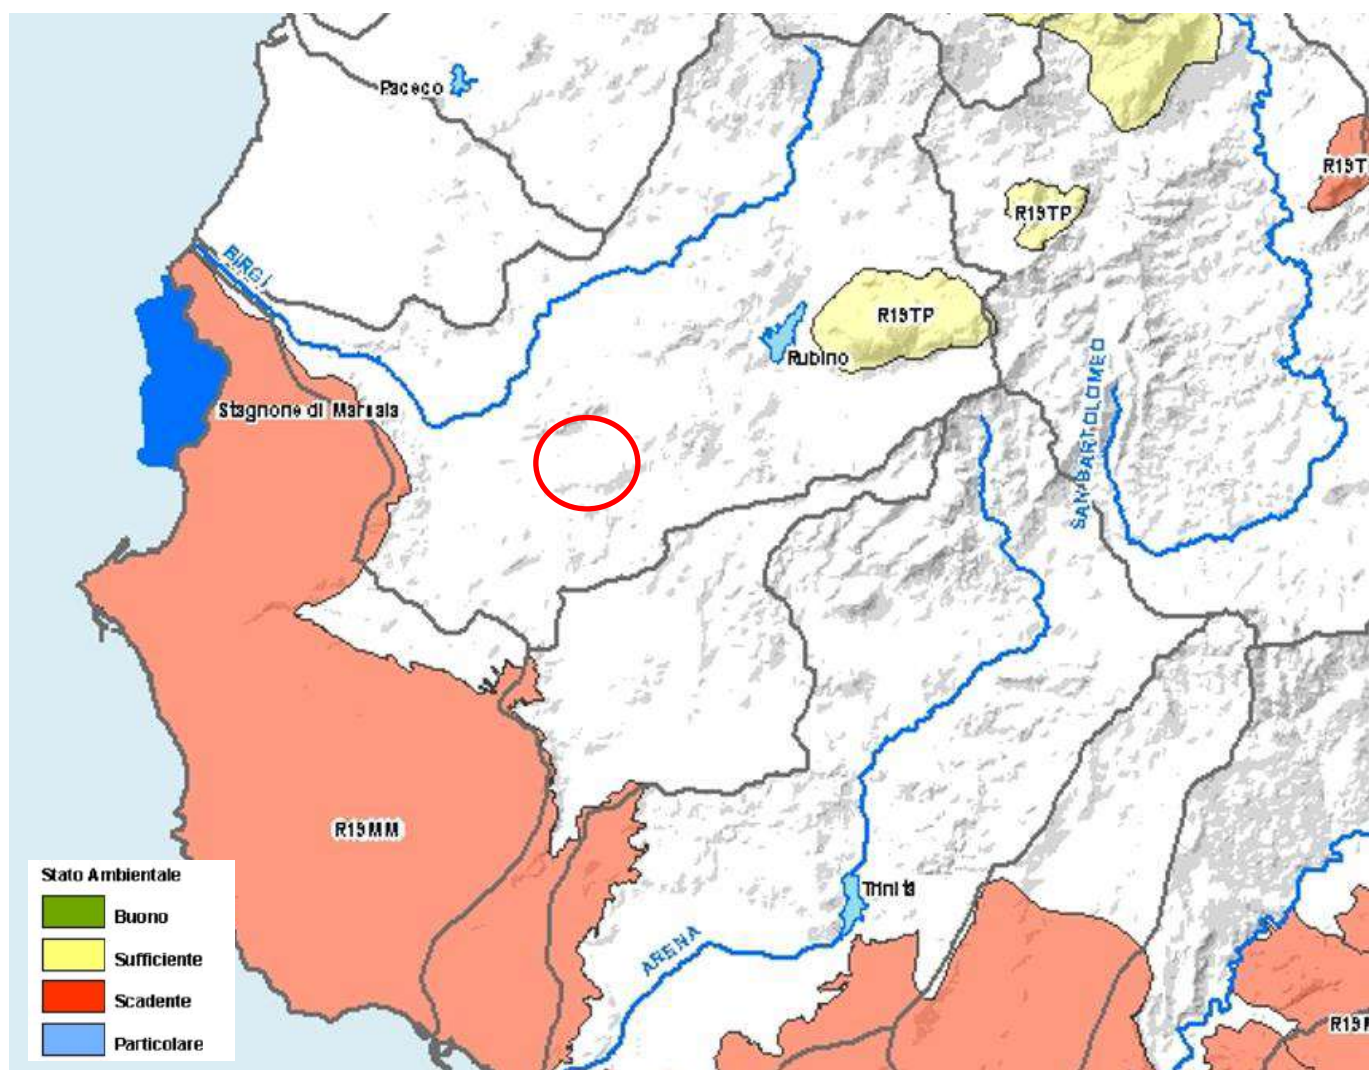 Paceco
R19T
R19TP
BIRGI
R19TP
Rubino
SAN BARTOLOMEO
Stagnone di Marsala
R19MM
Stato Ambientale
Buono
Sufficiente
Scadente
Particolare
Trinità
ARENA
R19M